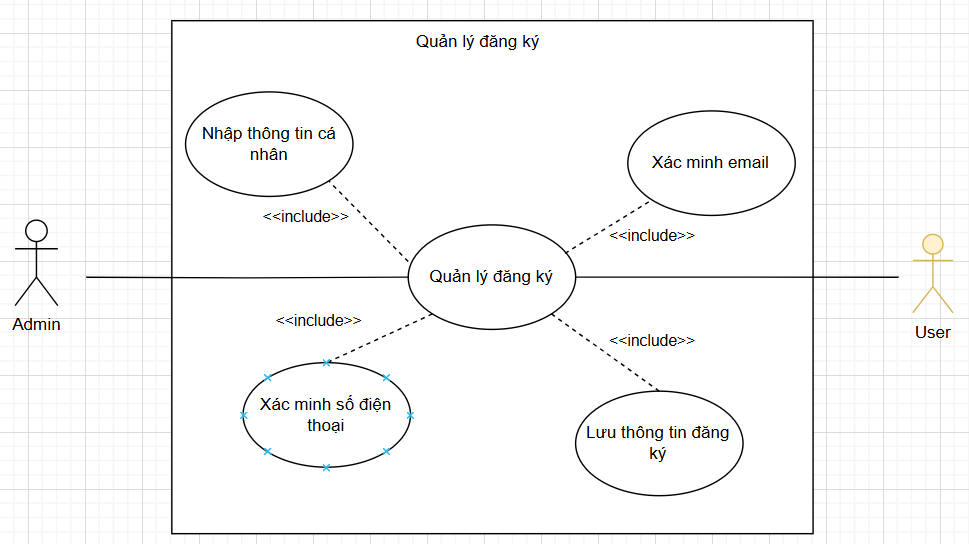 Quản lý đăng ký
Nhập thông tin cá
nhân
Xác minh email
<<include>>
<<include>>
Quản lý đăng ký
Admin
User
<<include>>
<<include>>
Xác minh số điện
thoại
Lưu thông tin đăng
ký